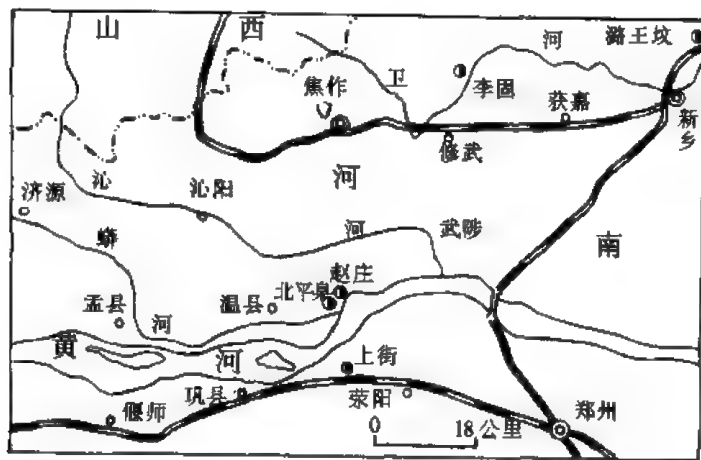 山 西
河
潞王坟
焦作
卫
李固
获嘉
新乡
修武
河
济源
沁
沁阳
河
武陟
南
蟒
赵庄
北平皋
温县
孟县
河
黄
河
上街
巩县
荥阳
偃师
郑州
0 18公里